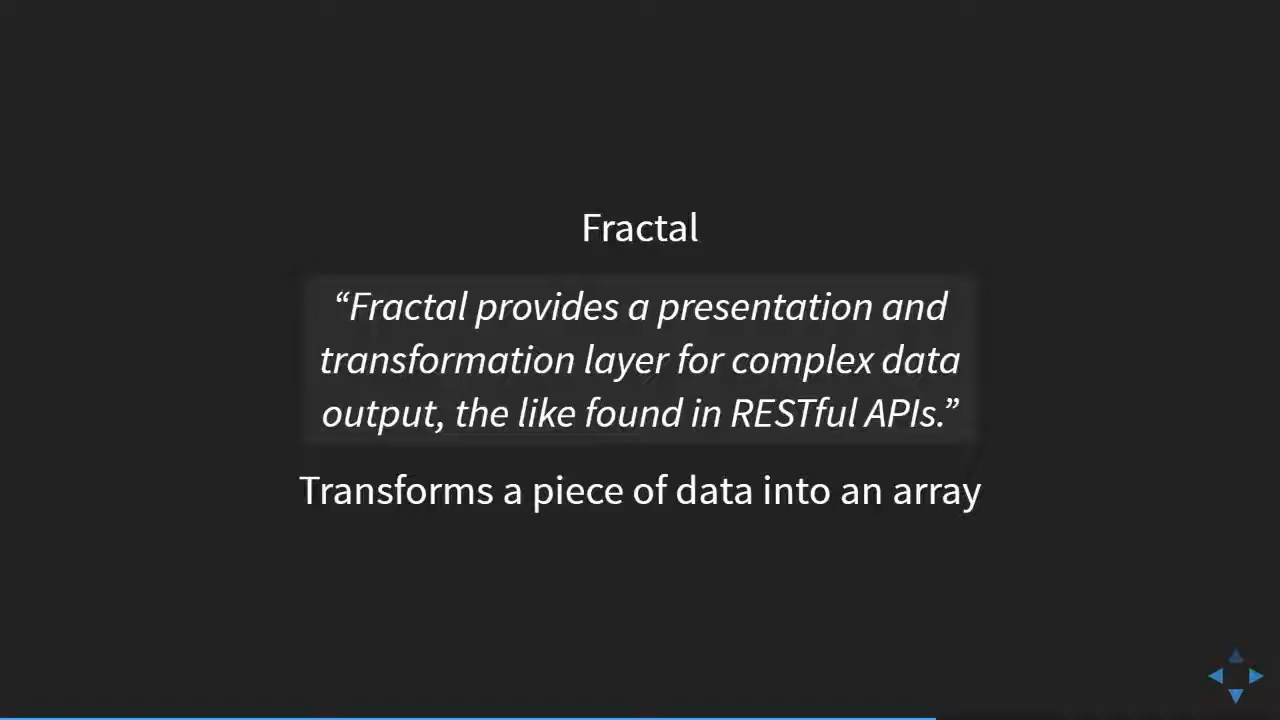 Fractal
“Fractal provides a presentation and
transformation layer for complex data
output, the like found in RESTful APIs.”
Transforms a piece of data into an array